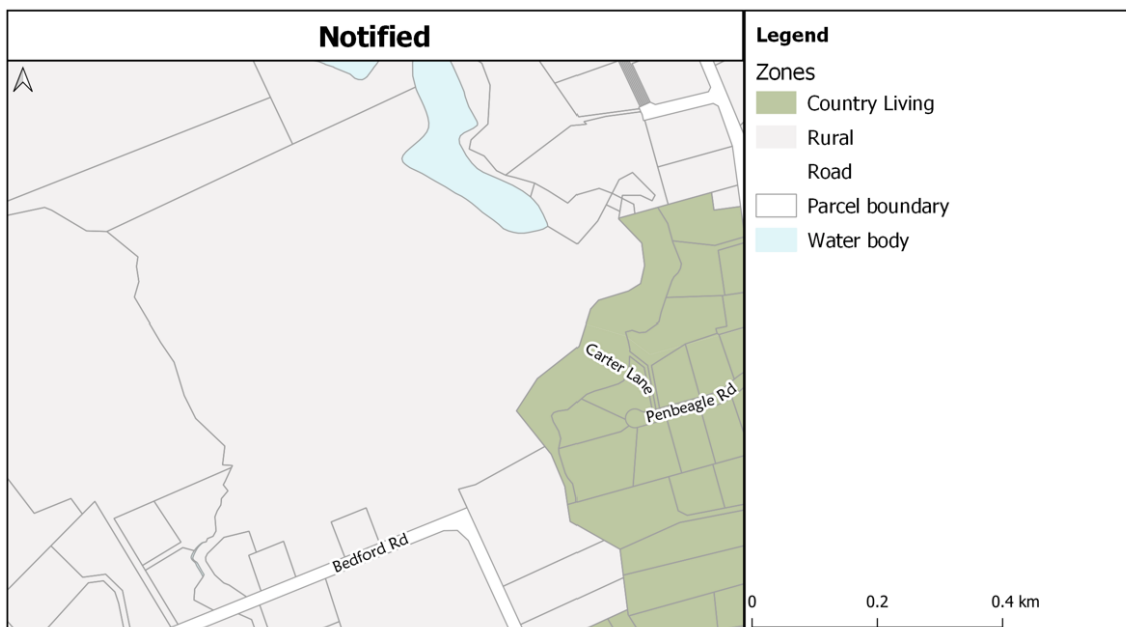 Notified
Legend
Zones
Country Living
Rural
Road
Parcel boundary
Water body
Carter Lane
Penbeagle Rd
Bedford Rd
0 0.2 0.4 km